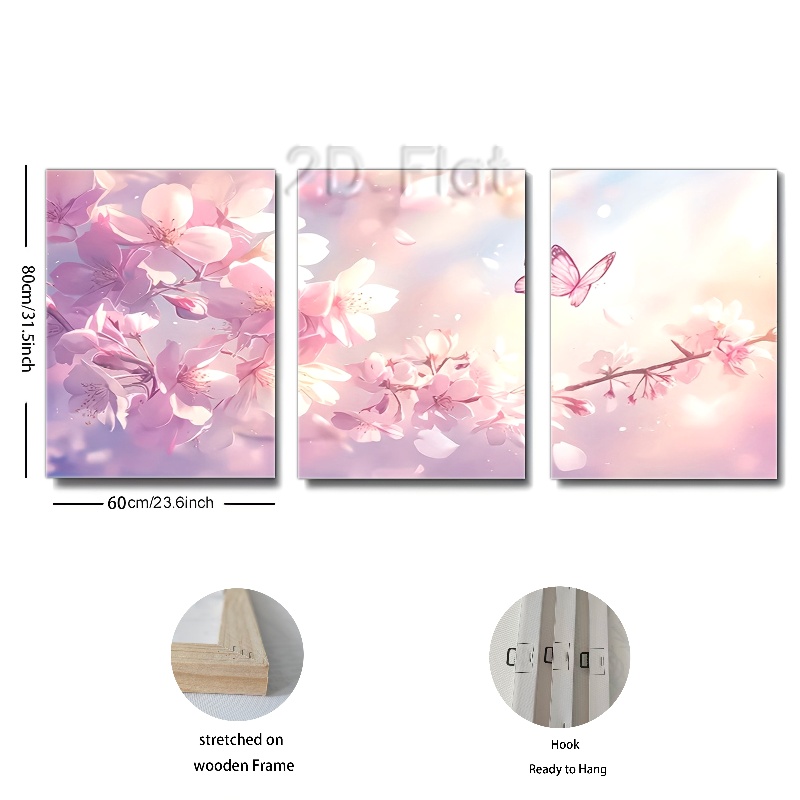 2D Flat
80cm/31.5inch
60cm/23.6inch
stretched on
wooden Frame
Hook
Ready to Hang